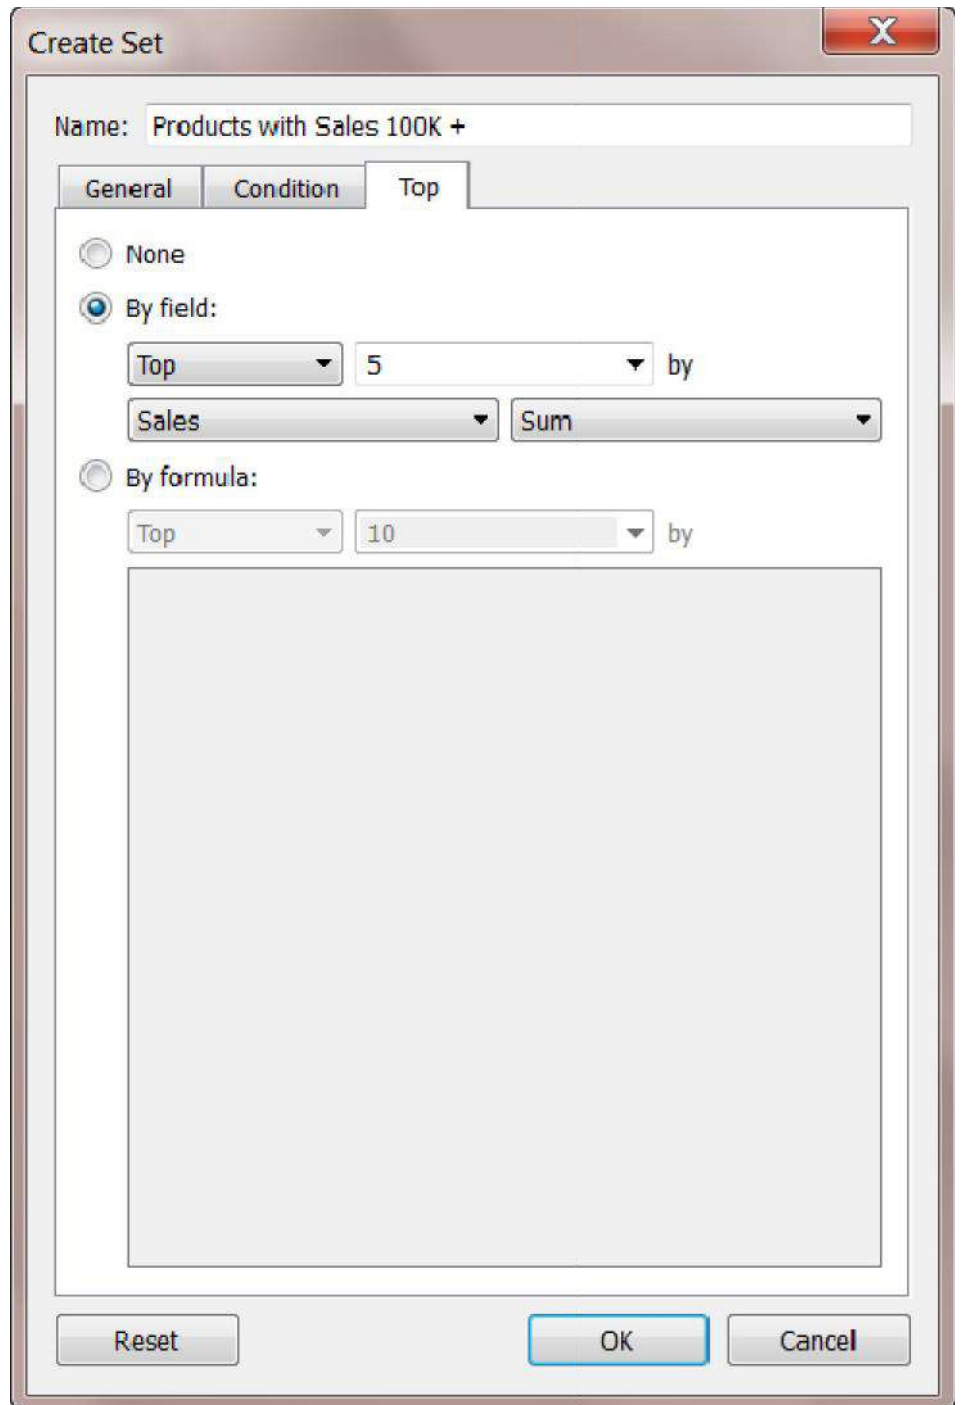 Create Set
X
Name: Products with Sales 100K +
General Condition Top
None
By field:
Top 5 by
Sales Sum
By formula:
Top 10 by
Reset OK Cancel